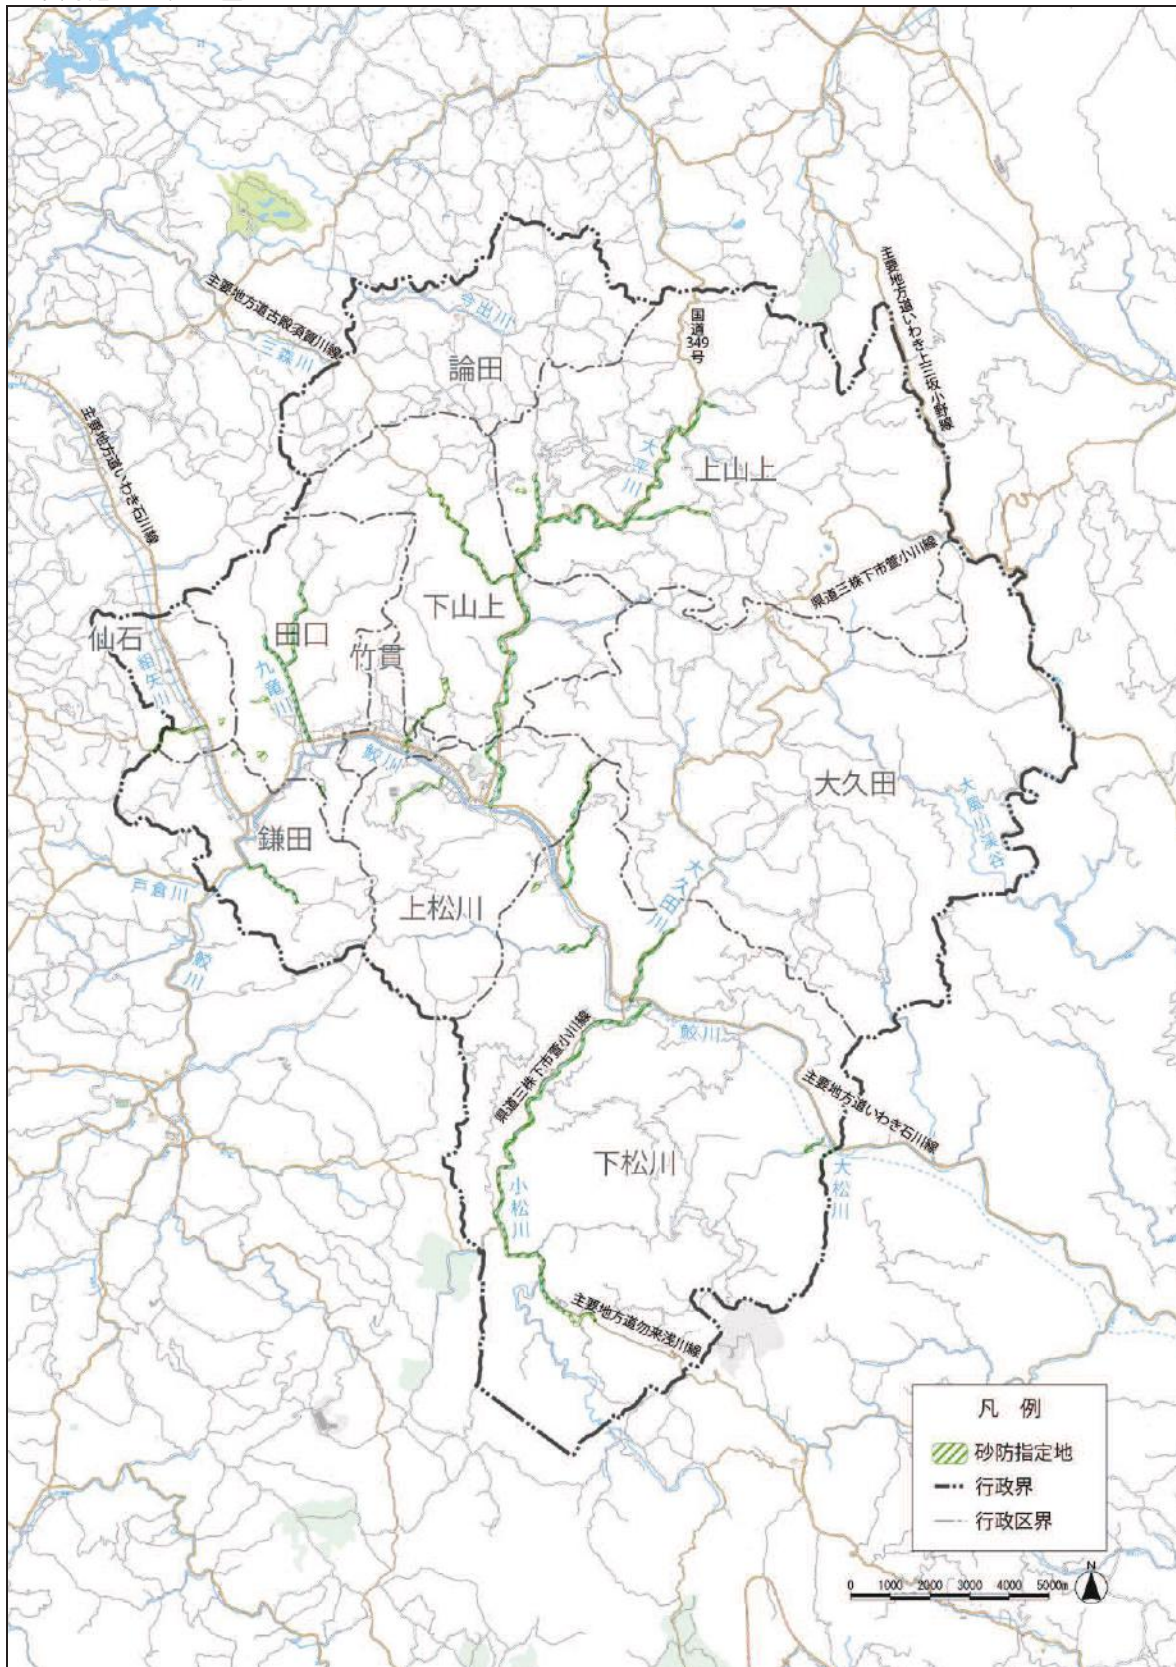 主要地方道古殿須賀川線
今出川
三森川
国道349号
主要地方道いわき上三坂小野線
論田
主要地方道いわき石川線
大平川
上山上
県道三株下市萱小川線
下山上
仙石
田口
竹貫
組矢川
九竜川
鮫川
大久田
大風川渓谷
鎌田
戸倉川
上松川
大久田川
鮫川
県道三株下市萱小川線
鮫川
主要地方道いわき石川線
下松川
小松川
大松川
主要地方道勿来浅川線
凡 例
砂防指定地
行政界
行政区界
N
0 1000 2000 3000 4000 5000m